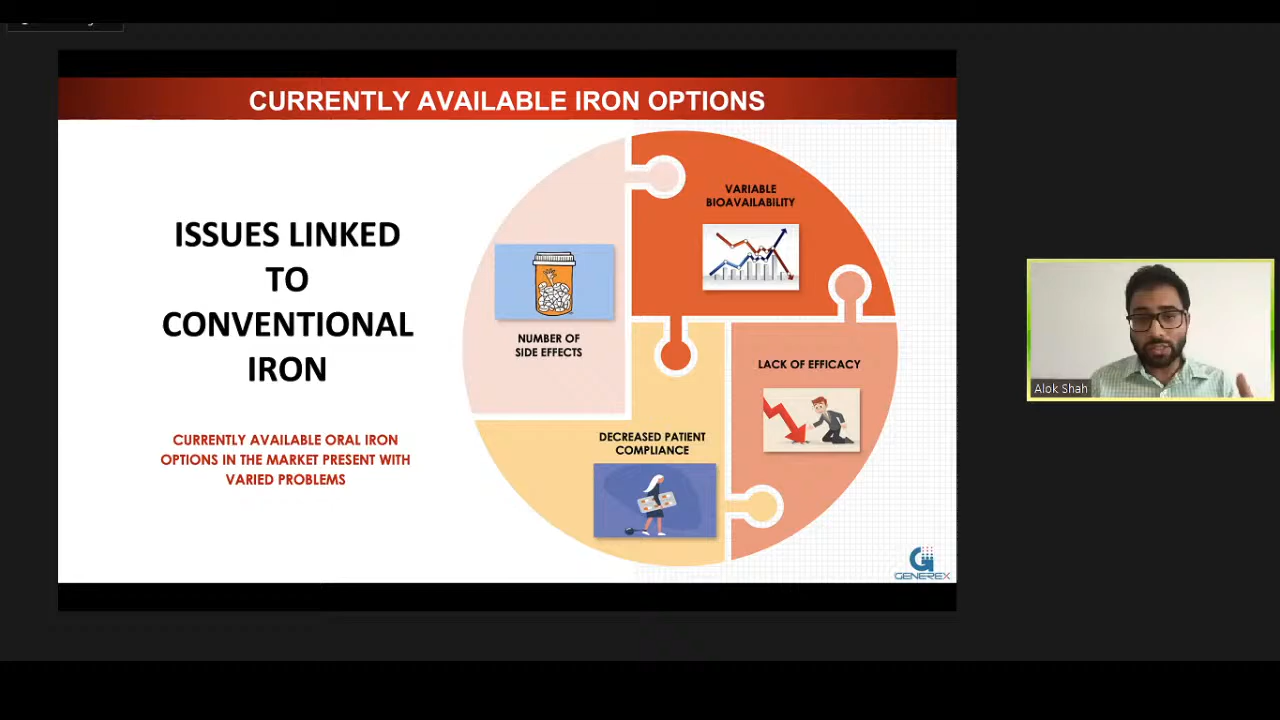 CURRENTLY AVAILABLE IRON OPTIONS
ISSUES LINKED
TO
CONVENTIONAL
IRON
CURRENTLY AVAILABLE ORAL IRON
OPTIONS IN THE MARKET PRESENT WITH
VARIED PROBLEMS
NUMBER OF
SIDE EFFECTS
VARIABLE
BIOAVAILABILITY
LACK OF EFFICACY
DECREASED PATIENT
COMPLIANCE
GENEREX
Alok Shah